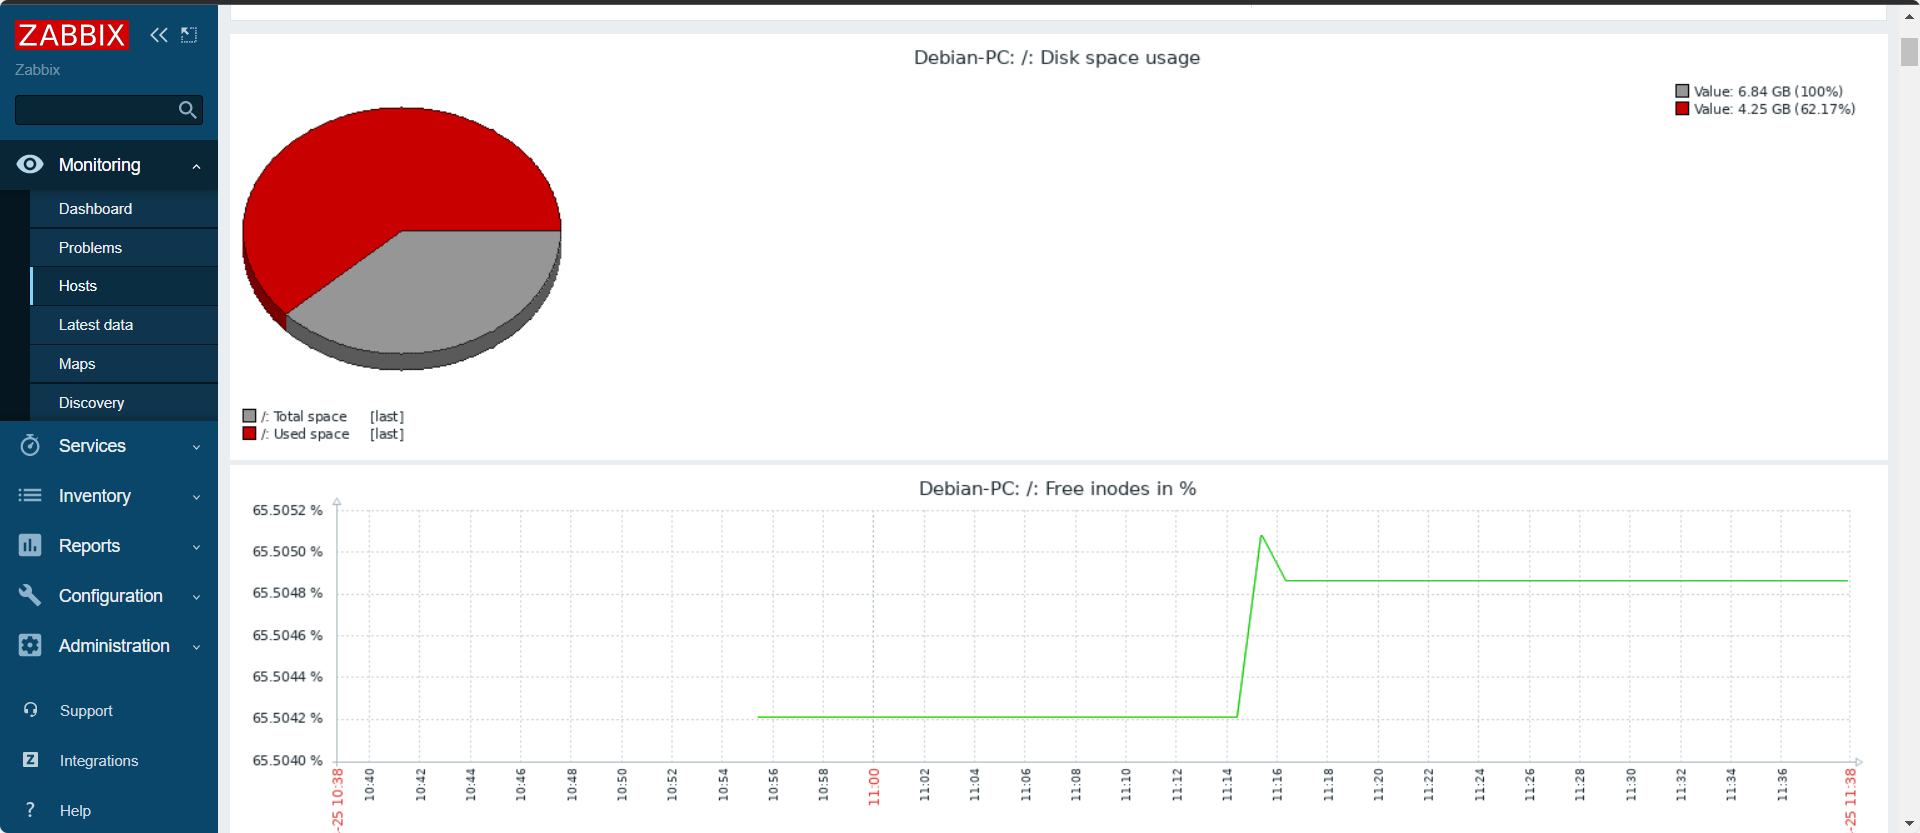 ZABBIX
Zabbix
Monitoring
Dashboard
Problems
Hosts
Latest data
Maps
Discovery
Services
Inventory
Reports
Configuration
Administration
Support
Integrations
Help
Debian-PC: /: Disk space usage
Value: 6.84 GB (100%)
Value: 4.25 GB (62.17%)
/: Total space [last]
/: Used space [last]
Debian-PC: /: Free inodes in %
65.5052 %
65.5050 %
65.5048 %
65.5046 %
65.5044 %
65.5042 %
65.5040 %
-25 10:38
10:40
10:42
10:44
10:46
10:48
10:50
10:52
10:54
10:56
10:58
11:00
11:02
11:04
11:06
11:08
11:10
11:12
11:14
11:16
11:18
11:20
11:22
11:24
11:26
11:28
11:30
11:32
11:34
11:36
-25 11:38